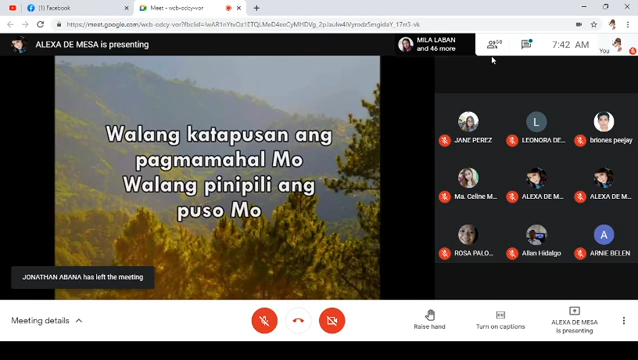 (1) Facebook
Meet - wcb-odcy-vor
ALEXA DE MESA is presenting
MILA LABAN
and 46 more
7:42 AM
You
Walang katapusan ang
pagmamahal Mo
Walang pinipili ang
puso Mo
JANE PEREZ
L
LEONORA DE...
briones peejay
Ma. Celine M...
ALEXA DE M...
ALEXA DE M...
ROSA PALO...
Allan Hidalgo
A
ARNIE BELEN
JONATHAN ABANA has left the meeting
Meeting details
Raise hand
Turn on captions
ALEXA DE MESA
is presenting